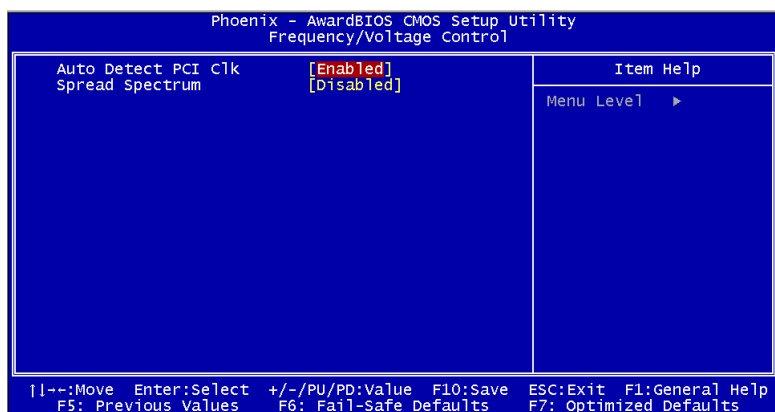 Phoenix - AwardBIOS CMOS Setup Utility
Frequency/Voltage Control
Auto Detect PCI Clk [Enabled]
Spread Spectrum [Disabled]
Item Help
Menu Level ▶
↑↓→←:Move Enter:Select +/-/PU/PD:Value F10:Save ESC:Exit F1:General Help
F5: Previous Values F6: Fail-Safe Defaults F7: Optimized Defaults